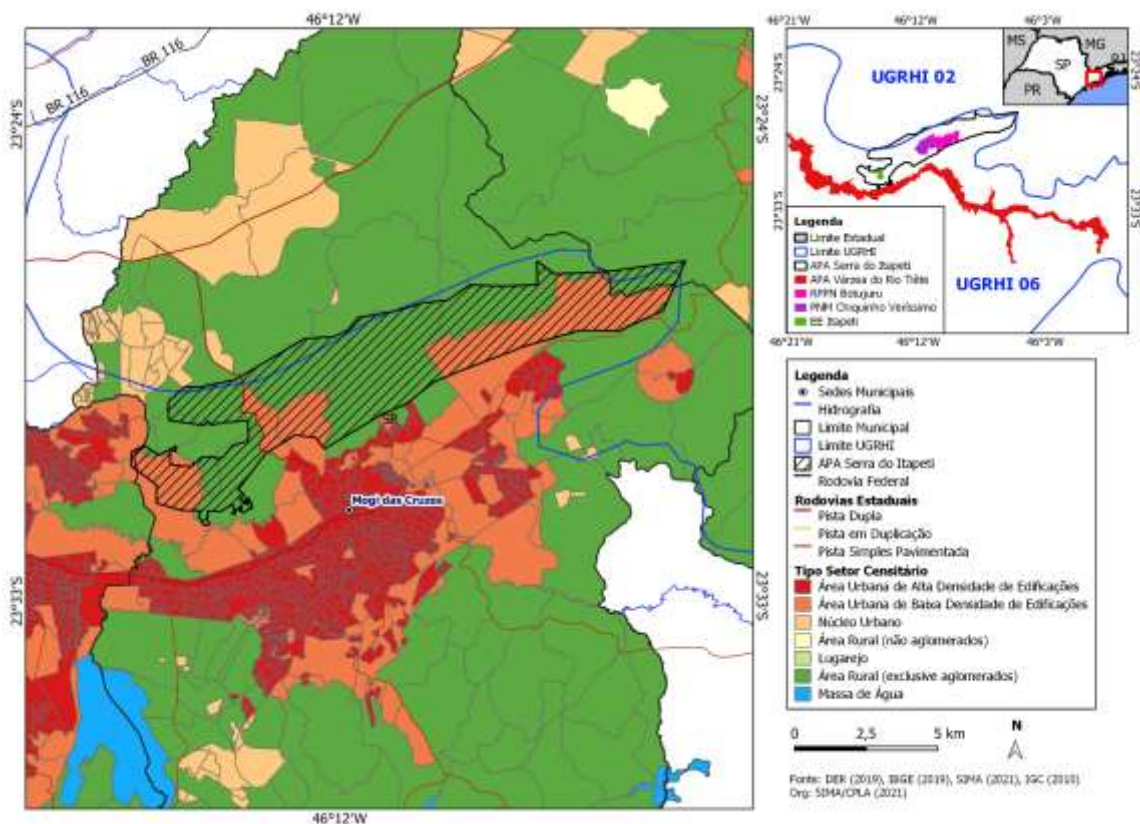 46°12'W
BR 116
BR 116
23°24'S
23°24'S
Mogi das Cruzes
23°33'S
23°33'S
46°12'W
46°21'W
46°12'W
46°3'W
23°24'S
23°24'S
MS
MG
SP
RJ
PR
UGRHI 02
23°33'S
23°33'S
UGRHI 06
Legenda
Limite Estadual
Limite UGRHI
APA Serra do Itapeti
APA Várzea do Rio Tiête
RPPN Botuguru
PNM Chiquinho Veríssimo
EE Itapeti
46°21'W
46°12'W
46°3'W
Legenda
Sedes Municipais
Hidrografia
Limite Municipal
Limite UGRHI
APA Serra do Itapeti
Rodovia Federal
Rodovias Estaduais
Pista Dupla
Pista em Duplicação
Pista Simples Pavimentada
Tipo Setor Censitário
Área Urbana de Alta Densidade de Edificações
Área Urbana de Baixa Densidade de Edificações
Núcleo Urbano
Área Rural (não aglomerados)
Lugarejo
Área Rural (exclusive aglomerados)
Massa de Água
0 2,5 5 km
N
Fonte: DER (2019), IBGE (2019), SIMA (2021), IGC (2010)
Org: SIMA/CPLA (2021)